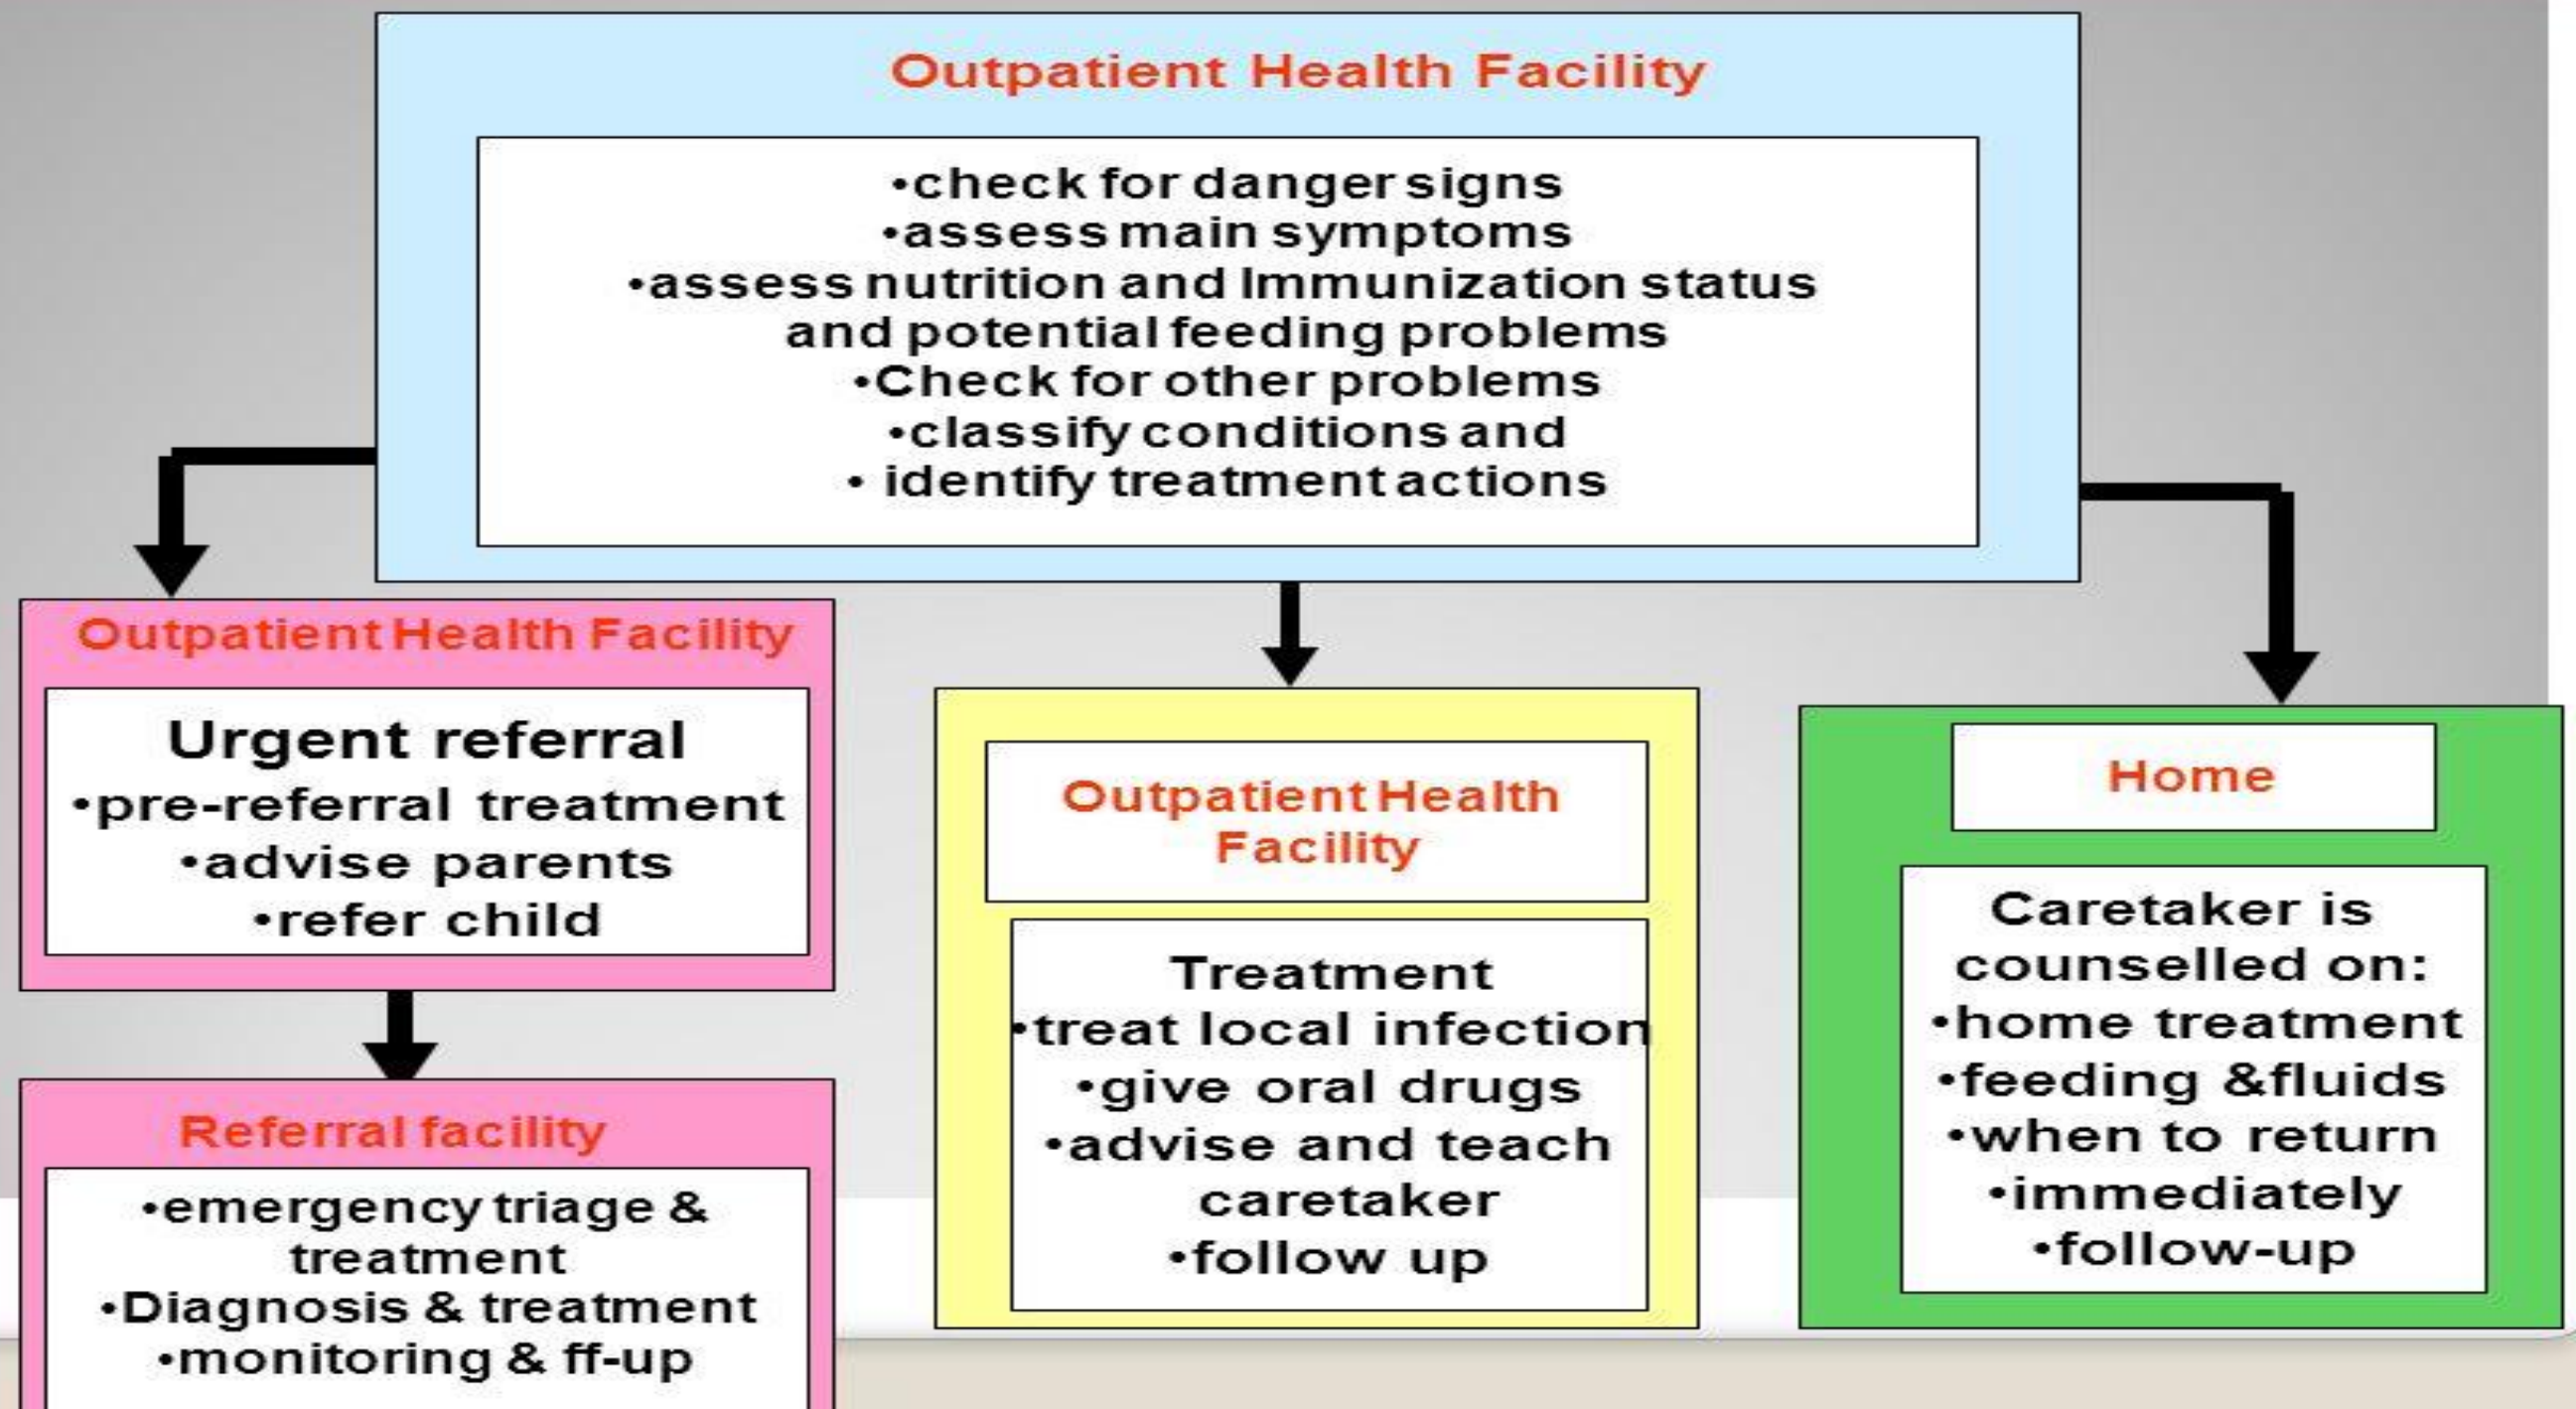 Outpatient Health Facility
•check for danger signs
•assess main symptoms
•assess nutrition and Immunization status
and potential feeding problems
•Check for other problems
•classify conditions and
• identify treatment actions
Outpatient Health Facility
Urgent referral
•pre-referral treatment
•advise parents
•refer child
Referral facility
•emergency triage &
treatment
•Diagnosis & treatment
•monitoring & ff-up
Outpatient Health
Facility
Treatment
•treat local infection
•give oral drugs
•advise and teach
caretaker
•follow up
Home
Caretaker is
counselled on:
•home treatment
•feeding &fluids
•when to return
•immediately
•follow-up